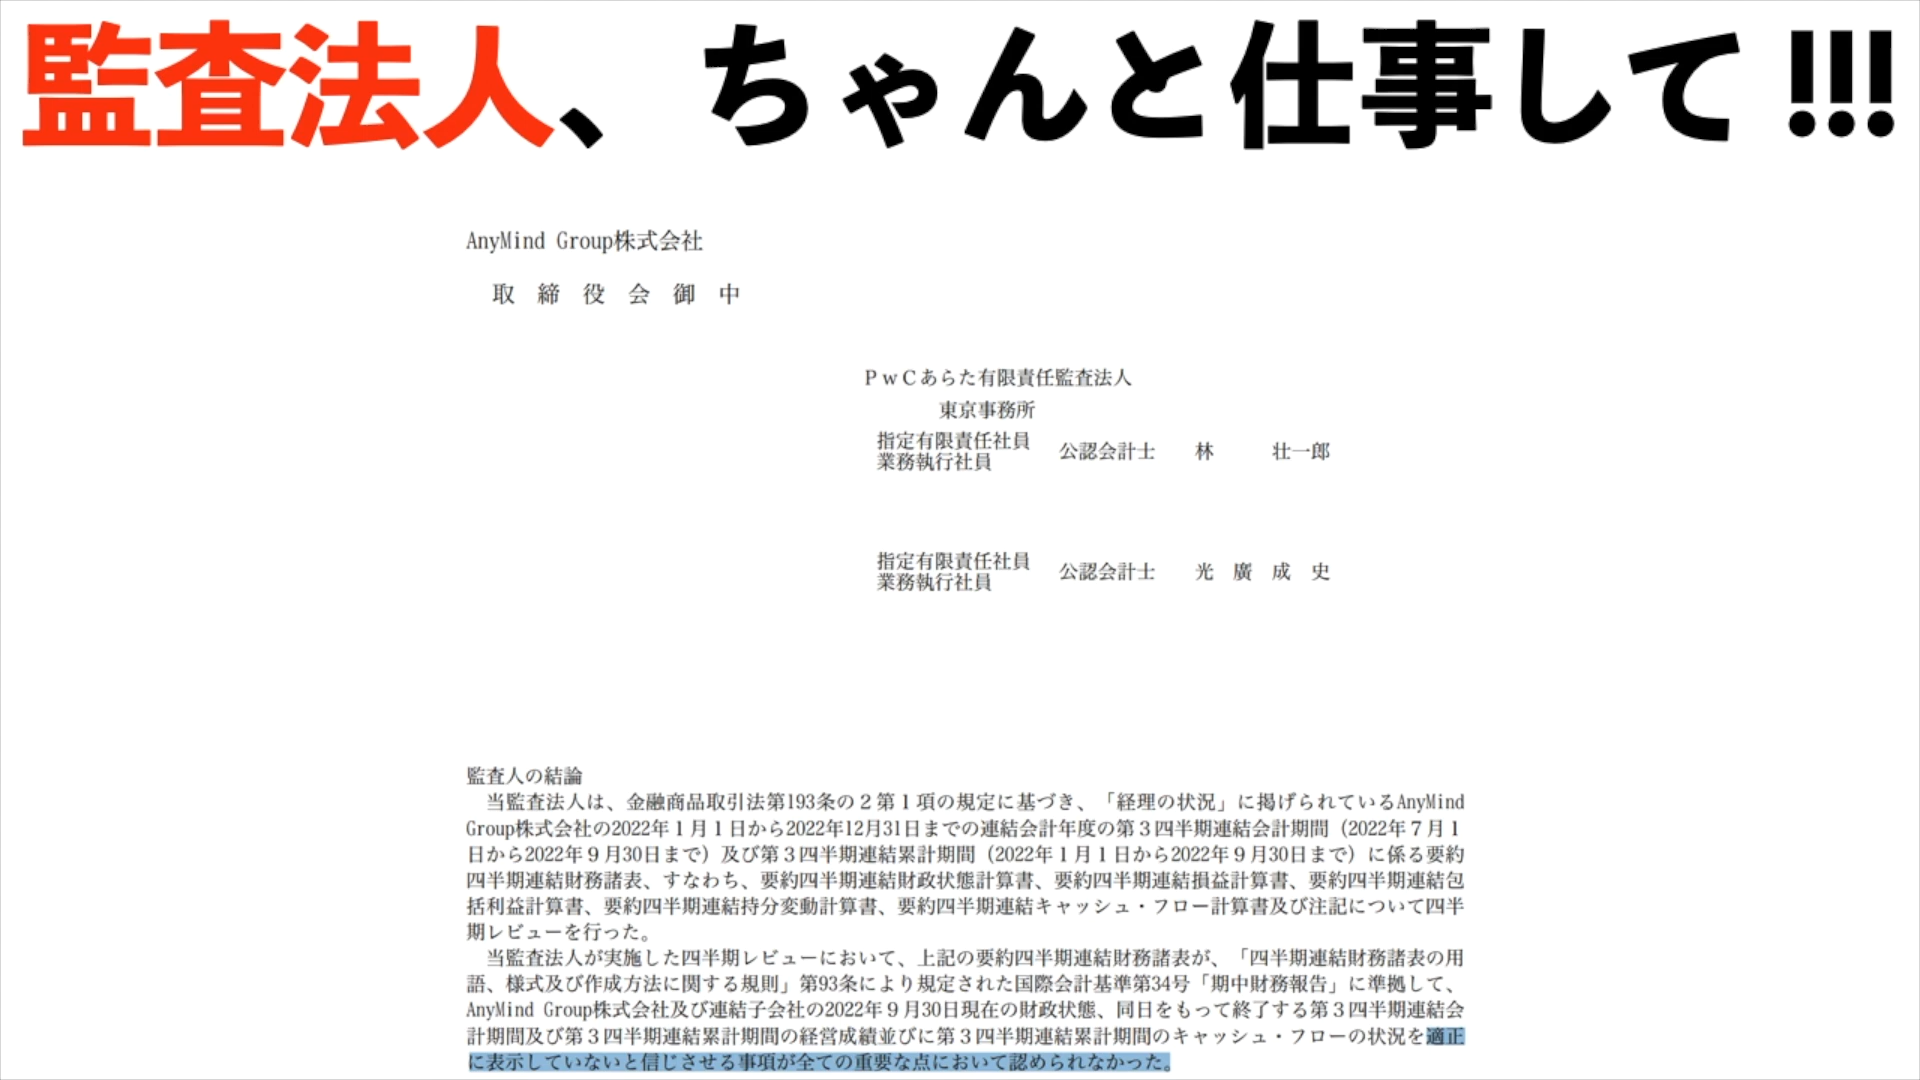 監査法人、ちゃんと仕事して!!!
AnyMind Group株式会社
取 締 役 会 御 中
ＰｗＣあらた有限責任監査法人
東京事務所
指定有限責任社員
業務執行社員
公認会計士 林 壮一郎
指定有限責任社員
業務執行社員
公認会計士 光 廣 成 史
監査人の結論
当監査法人は、金融商品取引法第193条の２第１項の規定に基づき、「経理の状況」に掲げられているAnyMind
Group株式会社の2022年１月１日から2022年12月31日までの連結会計年度の第３四半期連結会計期間（2022年７月１
日から2022年９月30日まで）及び第３四半期連結累計期間（2022年１月１日から2022年９月30日まで）に係る要約
四半期連結財務諸表、すなわち、要約四半期連結財政状態計算書、要約四半期連結損益計算書、要約四半期連結包
括利益計算書、要約四半期連結持分変動計算書、要約四半期連結キャッシュ・フロー計算書及び注記について四半
期レビューを行った。
当監査法人が実施した四半期レビューにおいて、上記の要約四半期連結財務諸表が、「四半期連結財務諸表の用
語、様式及び作成方法に関する規則」第93条により規定された国際会計基準第34号「期中財務報告」に準拠して、
AnyMind Group株式会社及び連結子会社の2022年９月30日現在の財政状態、同日をもって終了する第３四半期連結会
計期間及び第３四半期連結累計期間の経営成績並びに第３四半期連結累計期間のキャッシュ・フローの状況を適正
に表示していないと信じさせる事項が全ての重要な点において認められなかった。